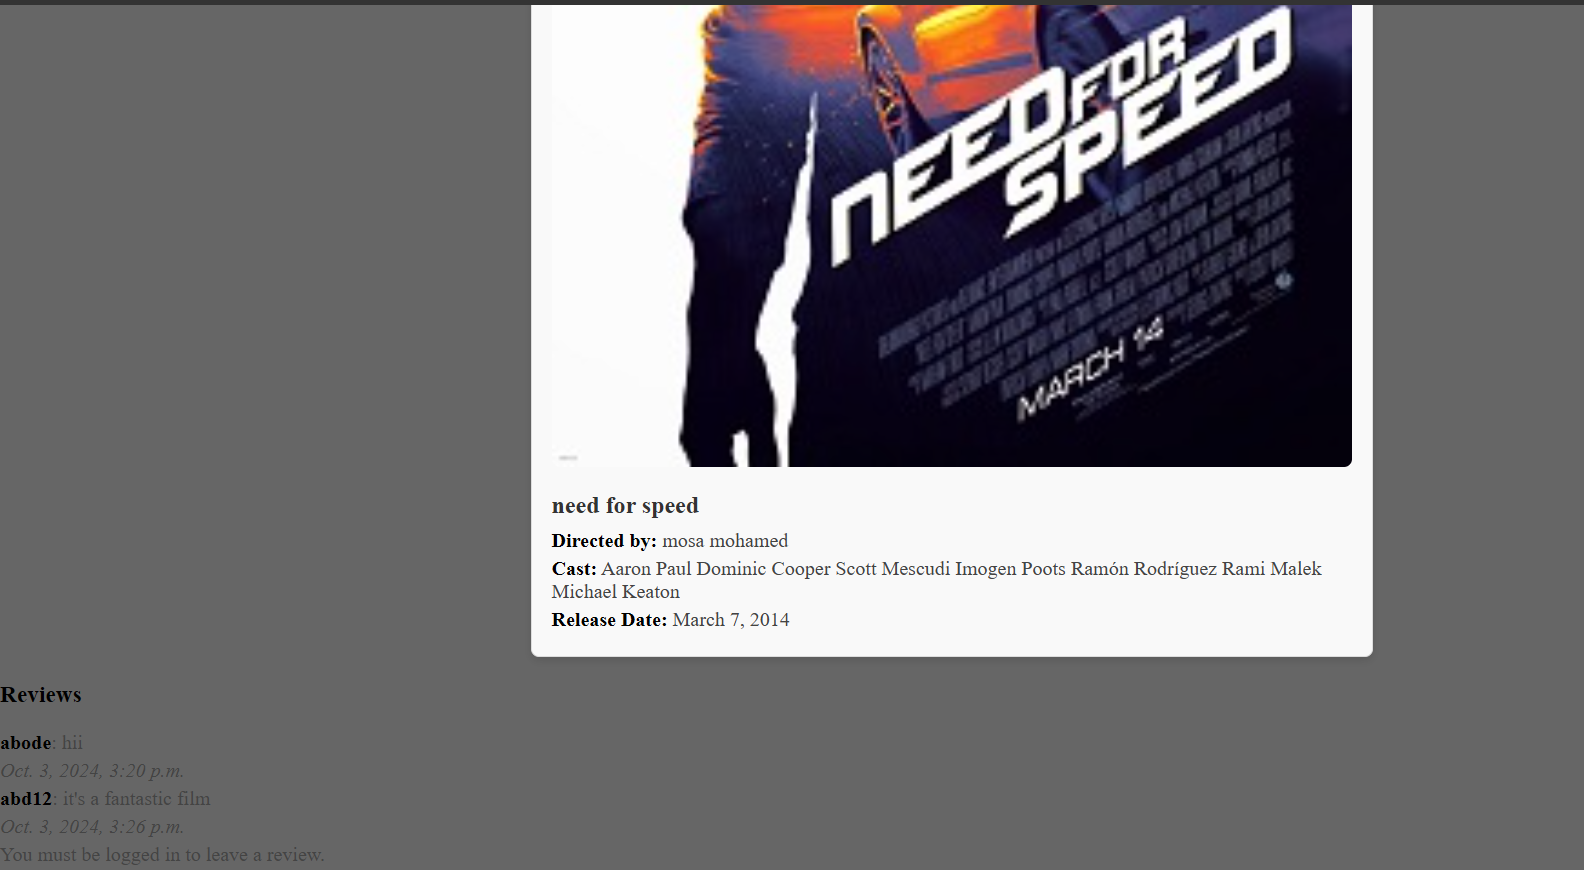 NEED FOR
SPEED
MARCH 14
need for speed
Directed by: mosa mohamed
Cast: Aaron Paul Dominic Cooper Scott Mescudi Imogen Poots Ramón Rodríguez Rami Malek
Michael Keaton
Release Date: March 7, 2014
Reviews
abode: hii
Oct. 3, 2024, 3:20 p.m.
abd12: it's a fantastic film
Oct. 3, 2024, 3:26 p.m.
You must be logged in to leave a review.